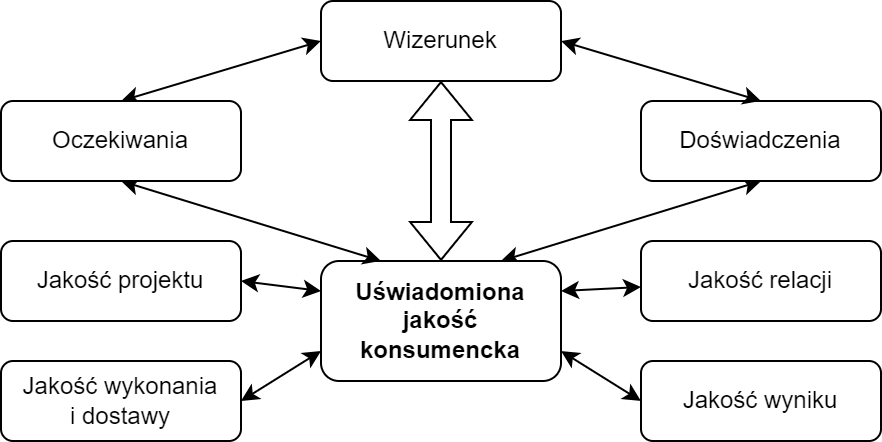 Wizerunek
Oczekiwania
Doświadczenia
Jakość projektu
Uświadomiona
jakość
konsumencka
Jakość relacji
Jakość wykonania
i dostawy
Jakość wyniku